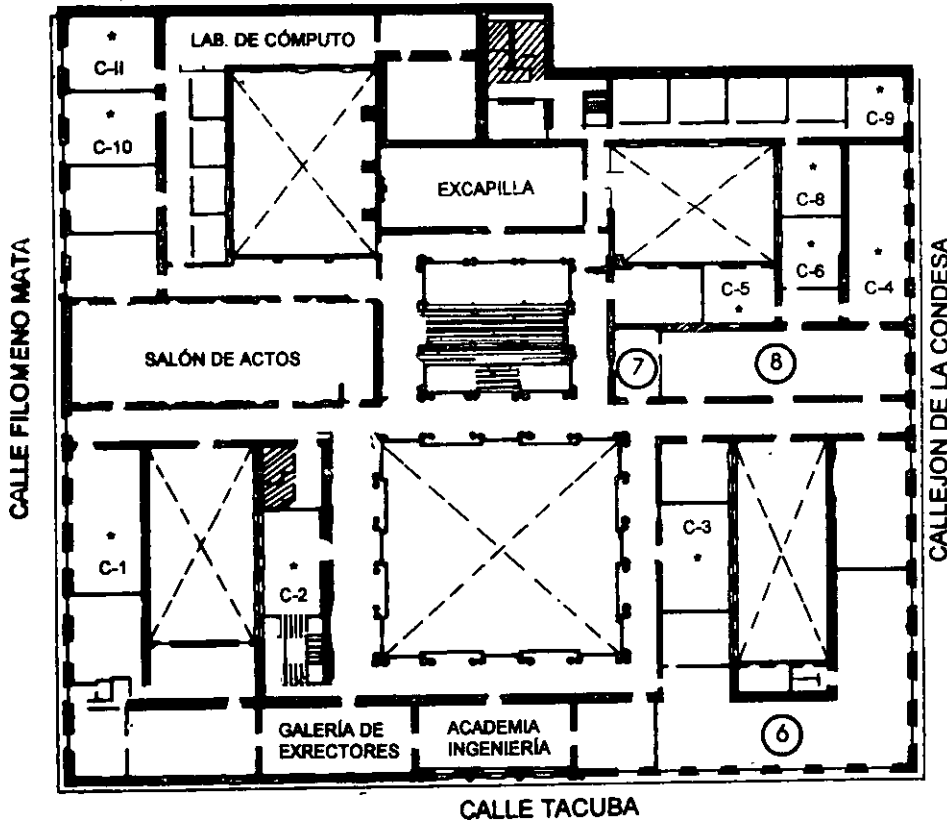 LAB. DE CÓMPUTO
C-11
C-10
C-9
EXCAPILLA
C-8
C-6
C-5
C-4
SALÓN DE ACTOS
7
8
CALLE FILOMENO MATA
CALLEJON DE LA CONDESA
C-1
C-2
C-3
GALERÍA DE
EXRECTORES
ACADEMIA
INGENIERÍA
6
CALLE TACUBA